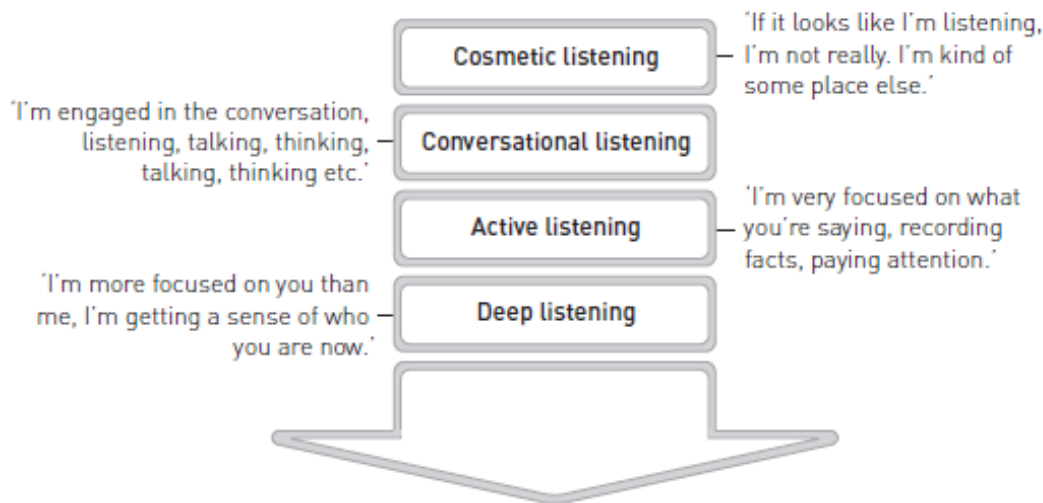 Cosmetic listening
'If it looks like I'm listening,
I'm not really. I'm kind of
some place else.'
'I'm engaged in the conversation,
listening, talking, thinking,
talking, thinking etc.'
Conversational listening
Active listening
'I'm very focused on what
you're saying, recording
facts, paying attention.'
'I'm more focused on you than
me, I'm getting a sense of who
you are now.'
Deep listening